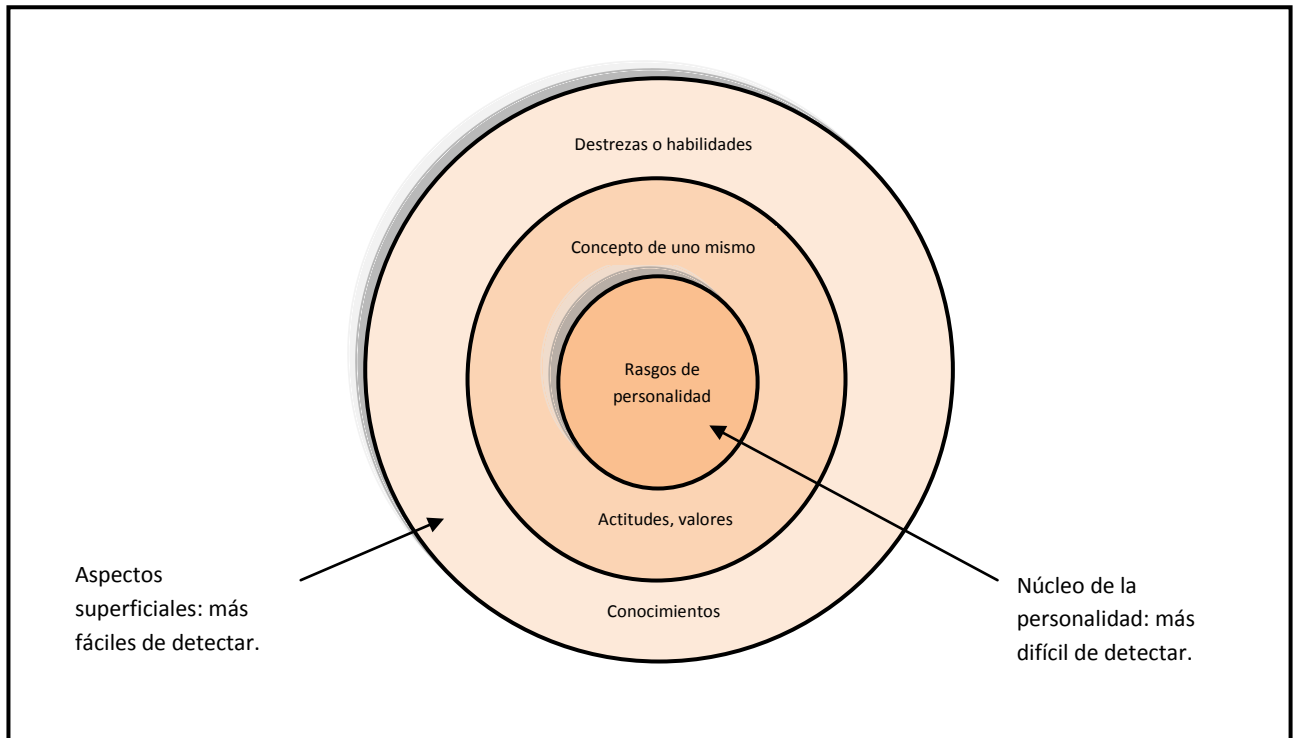 Destrezas o habilidades
Concepto de uno mismo
Rasgos de
personalidad
Actitudes, valores
Conocimientos
Aspectos
superficiales: más
fáciles de detectar.
Núcleo de la
personalidad: más
difícil de detectar.